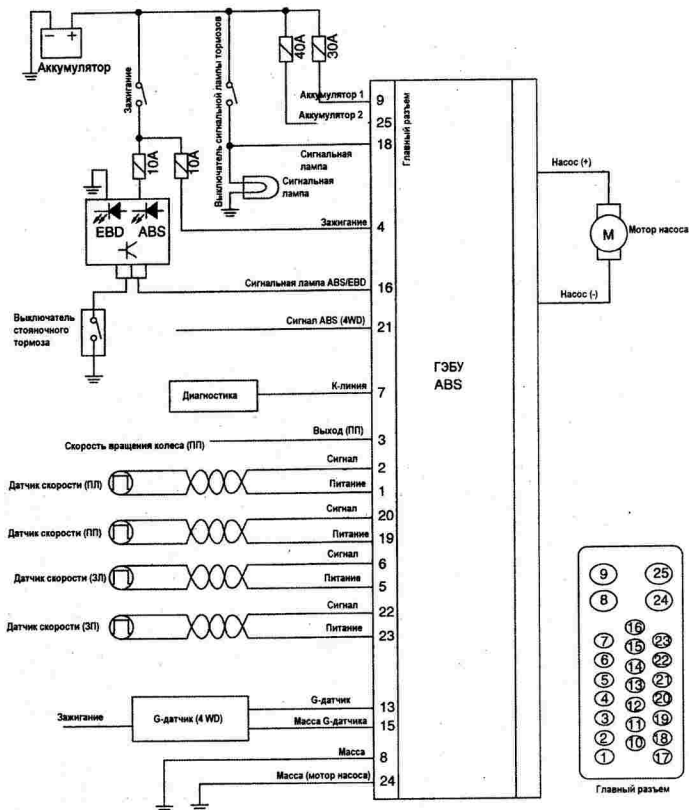 Аккумулятор
Зажигание
10A
10A
Выключатель сигнальной лампы тормозов
40A
30A
Аккумулятор 1
9
Аккумулятор 2
25
Главный разъем
18
Сигнальная
лампа
Сигнальная
лампа
Зажигание
4
EBD
ABS
Сигнальная лампа ABS/EBD
16
Выключатель
стояночного
тормоза
Сигнал ABS (4WD)
21
Насос (+)
M
Мотор насоса
Насос (-)
ГЭБУ
ABS
Диагностика
К-линия
7
Скорость вращения колеса (ПП)
Выход (ПП)
3
Датчик скорости (ПЛ)
Сигнал
2
Питание
1
Датчик скорости (ПП)
Сигнал
20
Питание
19
Датчик скорости (ЗЛ)
Сигнал
6
Питание
5
Датчик скорости (ЗП)
Сигнал
22
Питание
23
Зажигание
G-датчик (4 WD)
G-датчик
13
Масса G-датчика
15
Масса
8
Масса (мотор насоса)
24
9 25
8 24
16
7 15 23
6 14 22
5 13 21
4 12 20
3 11 19
2 10 18
1 17
Главный разъем